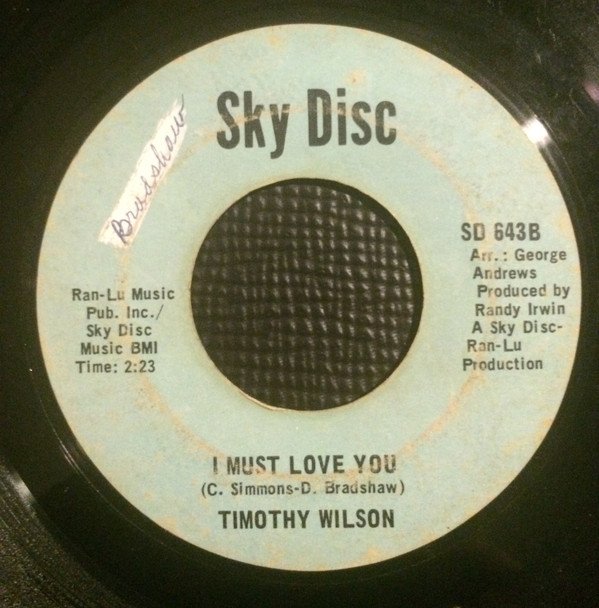 Sky Disc
Bradshaw
SD 643B
Arr.: George
Andrews
Produced by
Randy Irwin
A Sky Disc-
Ran-Lu
Production
Ran-Lu Music
Pub. Inc./
Sky Disc
Music BMI
Time: 2:23
I MUST LOVE YOU
(C. Simmons-D. Bradshaw)
TIMOTHY WILSON